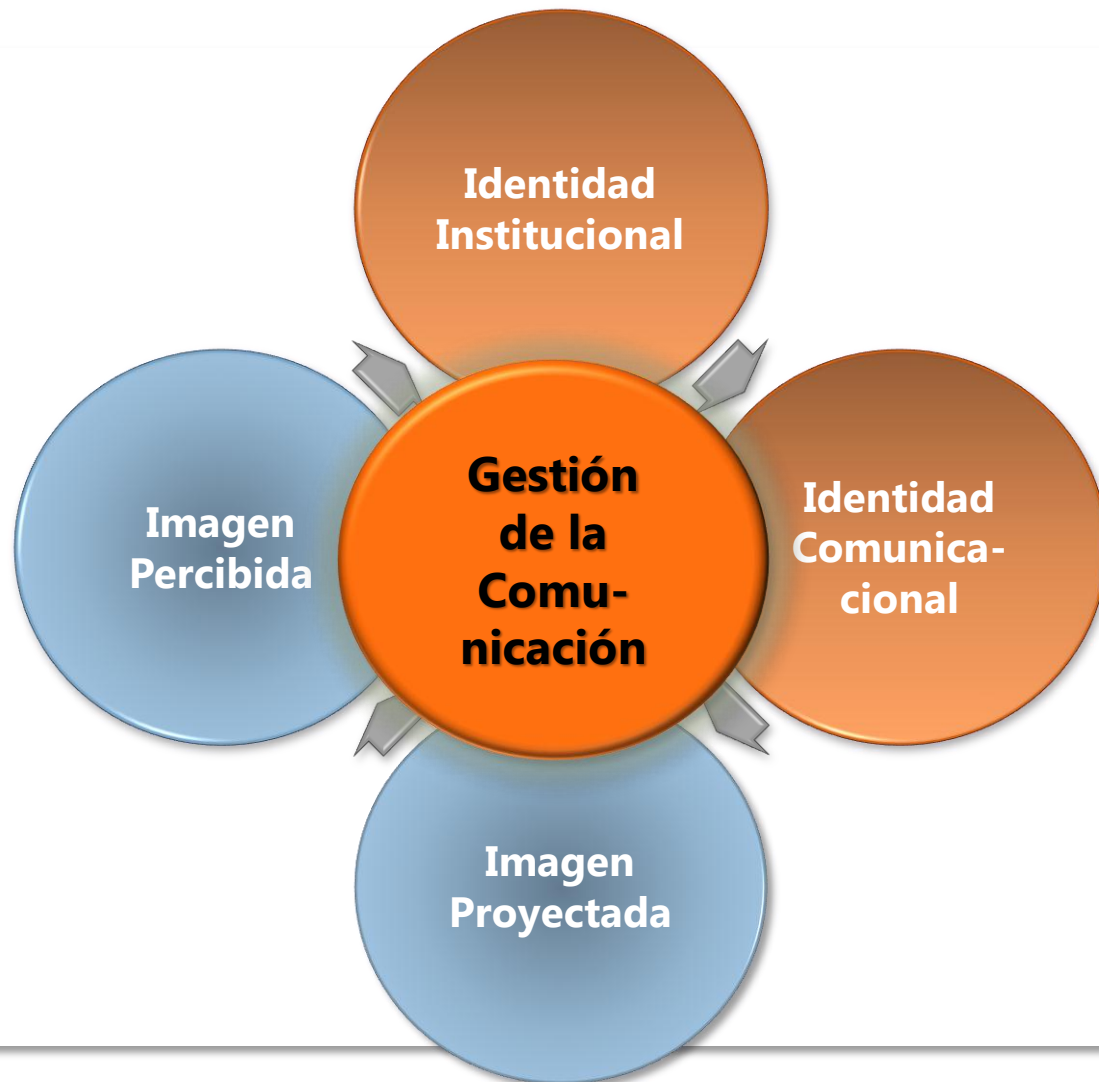 Identidad
Institucional
Imagen
Percibida
Gestión
de la
Comu-
nicación
Identidad
Comunica-
cional
Imagen
Proyectada